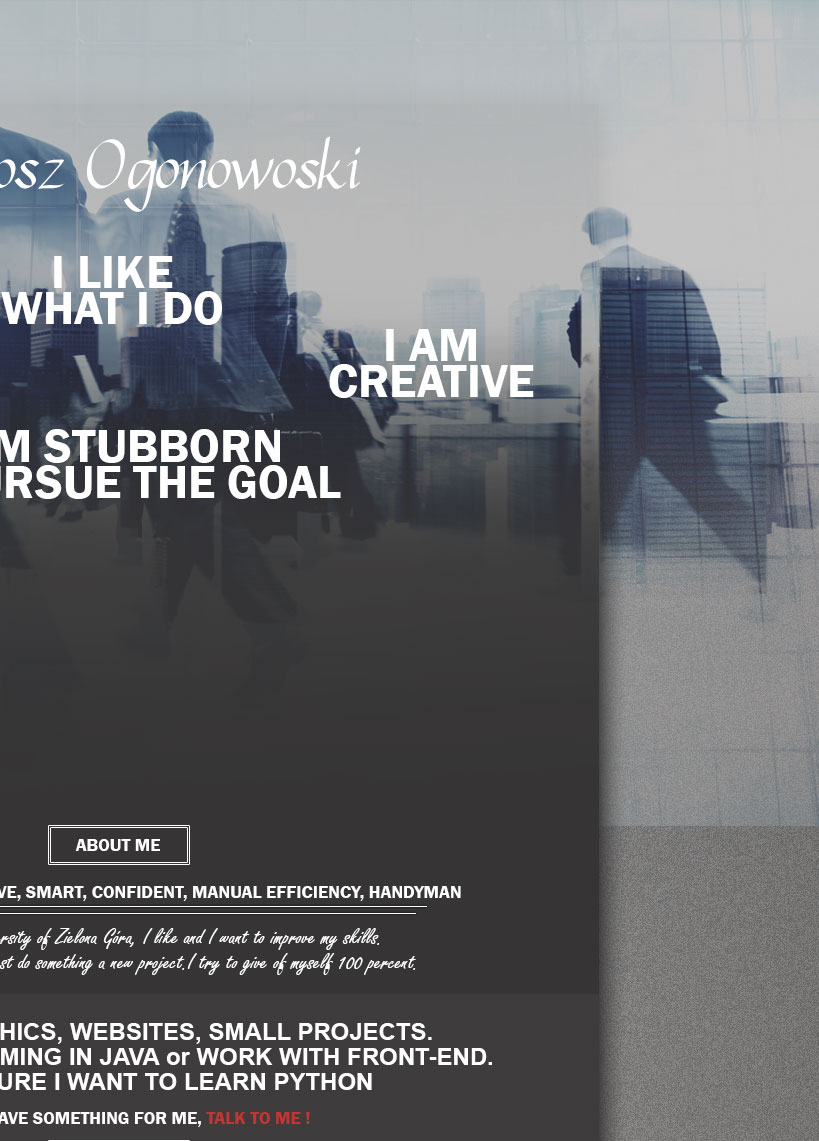 osz Ogonowoski
I LIKE
WHAT I DO
I AM
CREATIVE
M STUBBORN
URSUE THE GOAL
ABOUT ME
VE, SMART, CONFIDENT, MANUAL EFFICIENCY, HANDYMAN
rsity of Zielona Góra, I like and I want to improve my skills.
st do something a new project.I try to give of myself 100 percent.
HICS, WEBSITES, SMALL PROJECTS.
MING IN JAVA or WORK WITH FRONT-END.
URE I WANT TO LEARN PYTHON
AVE SOMETHING FOR ME, TALK TO ME !